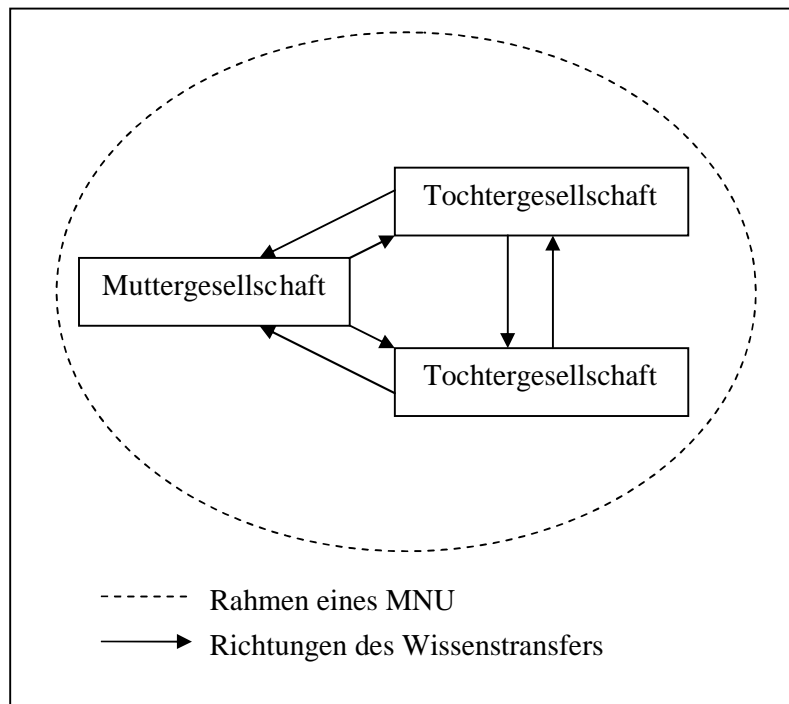 Tochtergesellschaft
Muttergesellschaft
Tochtergesellschaft
Rahmen eines MNU
Richtungen des Wissenstransfers